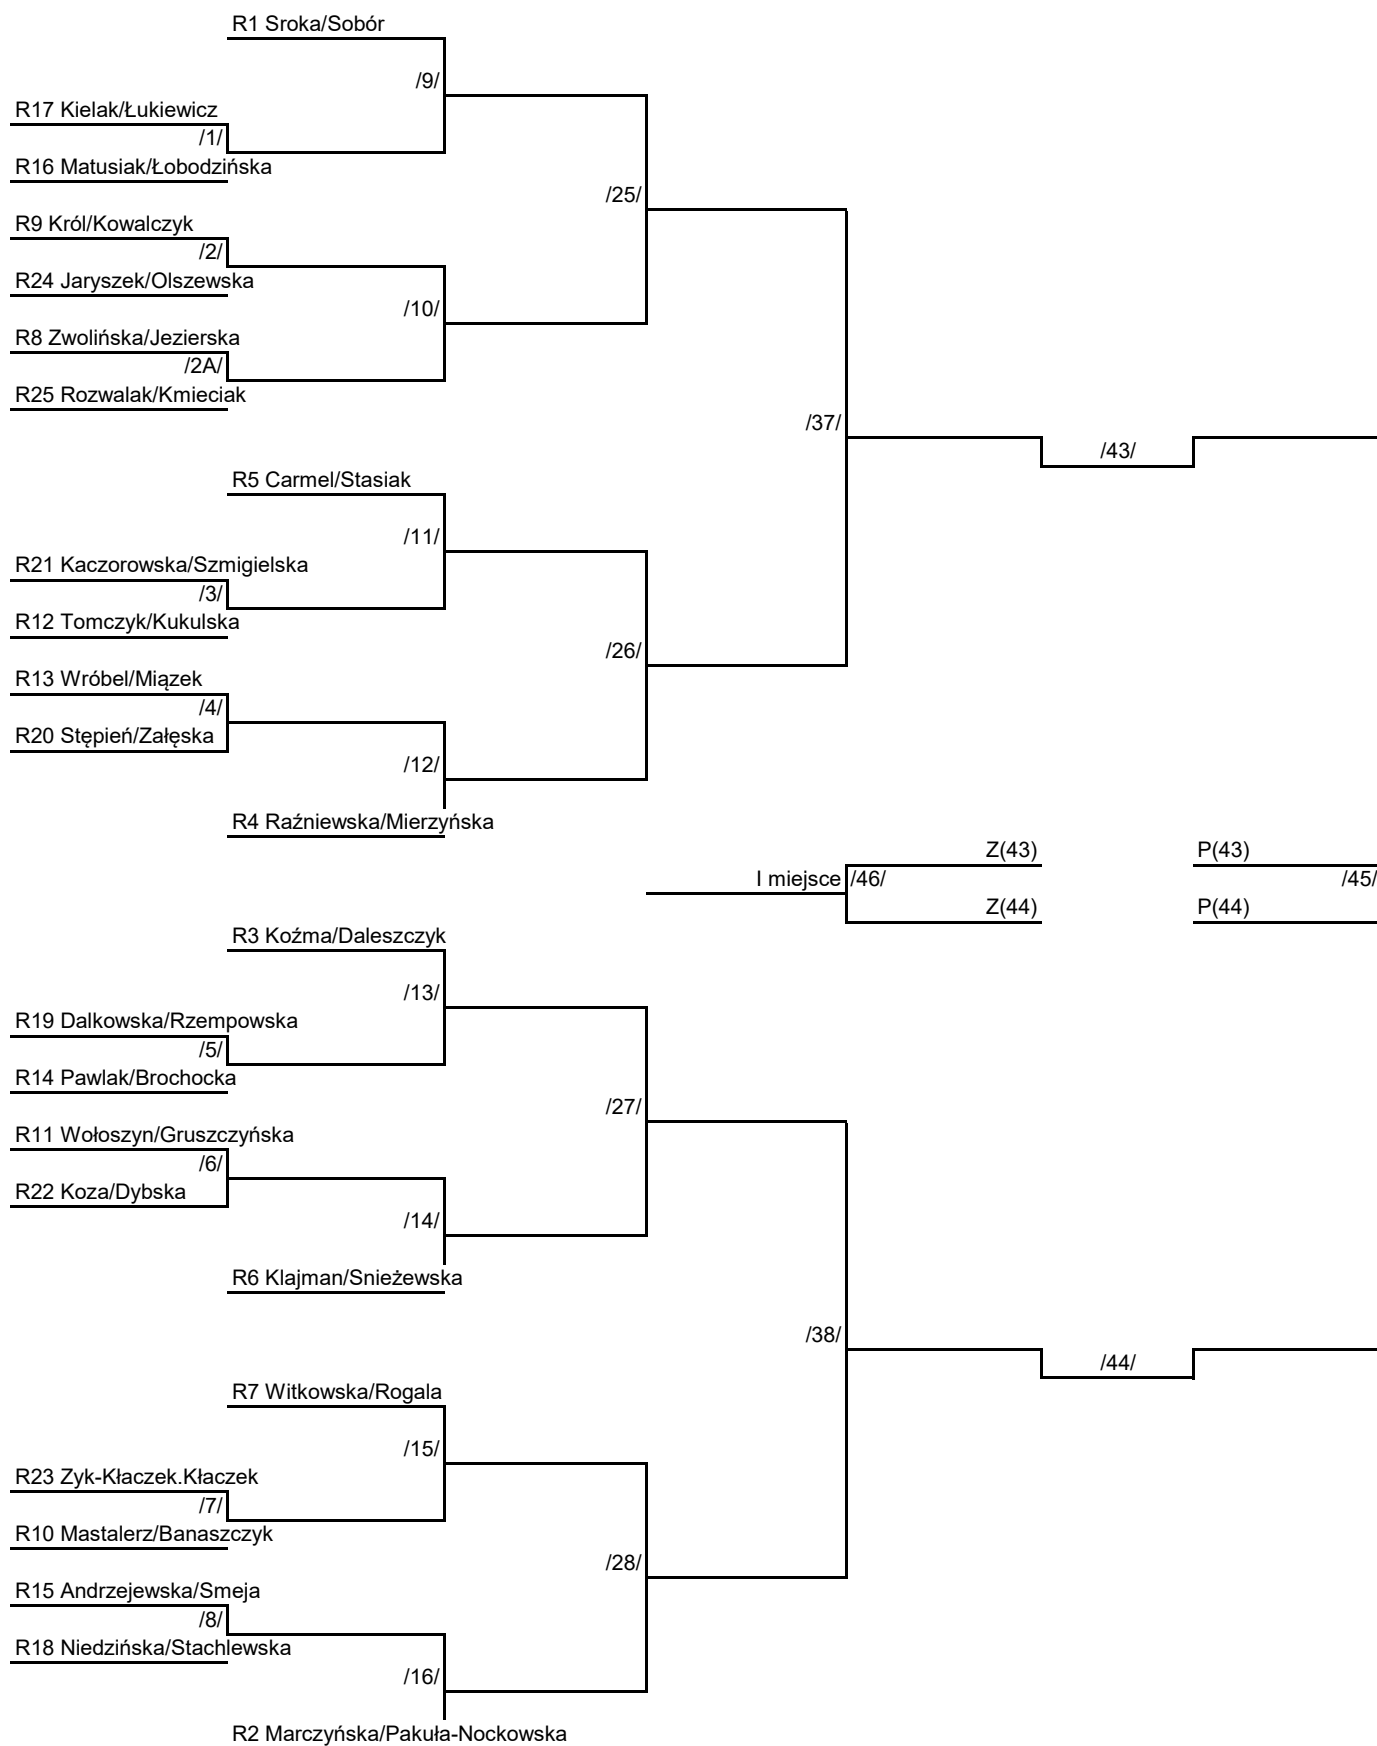 R1 Sroka/Sobór
/9/
R17 Kielak/Łukiewicz
/1/
R16 Matusiak/Łobodzińska
/25/
R9 Król/Kowalczyk
/2/
R24 Jaryszek/Olszewska
/10/
R8 Zwolińska/Jezierska
/2A/
R25 Rozwalak/Kmieciak
/37/
/43/
R5 Carmel/Stasiak
/11/
R21 Kaczorowska/Szmigielska
/3/
R12 Tomczyk/Kukulska
/26/
R13 Wróbel/Miązek
/4/
R20 Stępień/Załęska
/12/
R4 Raźniewska/Mierzyńska
Z(43) P(43)
I miejsce /46/ /45/
Z(44) P(44)
R3 Koźma/Daleszczyk
/13/
R19 Dalkowska/Rzempowska
/5/
R14 Pawlak/Brochocka
/27/
R11 Wołoszyn/Gruszczyńska
/6/
R22 Koza/Dybska
/14/
R6 Klajman/Snieżewska
/38/
/44/
R7 Witkowska/Rogala
/15/
R23 Zyk-Kłaczek.Kłaczek
/7/
R10 Mastalerz/Banaszczyk
/28/
R15 Andrzejewska/Smeja
/8/
R18 Niedzińska/Stachlewska
/16/
R2 Marczyńska/Pakuła-Nockowska